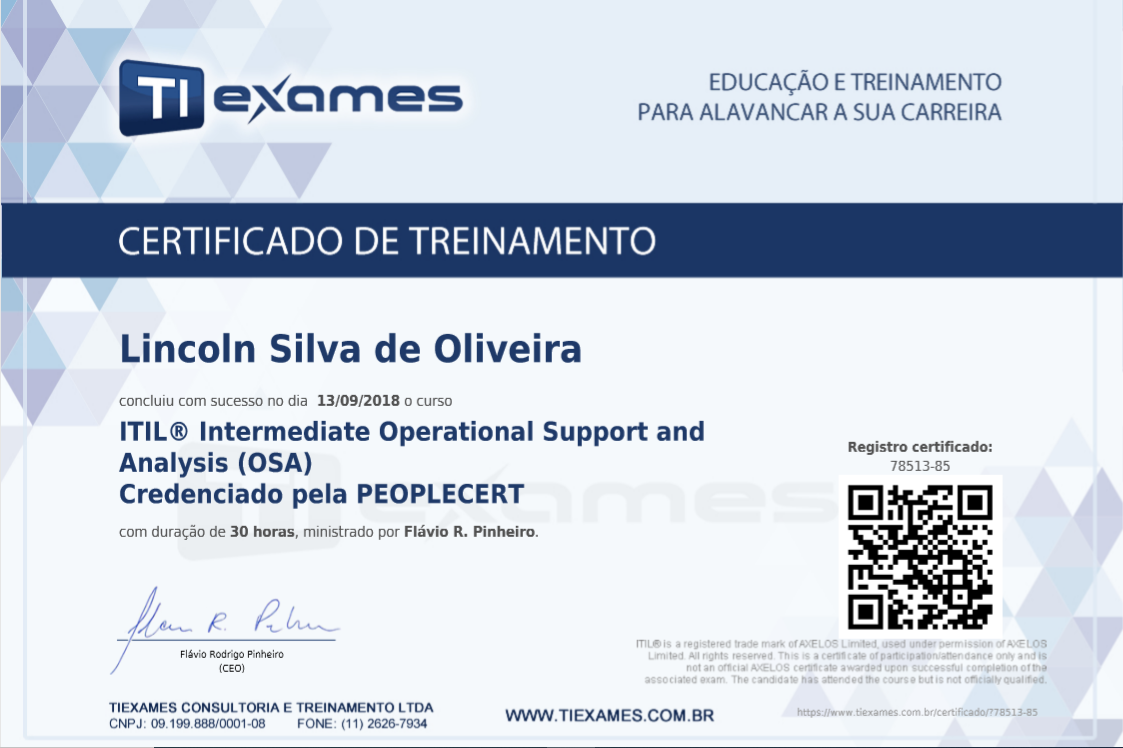 TI exames
EDUCAÇÃO E TREINAMENTO
PARA ALAVANCAR A SUA CARREIRA
CERTIFICADO DE TREINAMENTO
Lincoln Silva de Oliveira
concluiu com sucesso no dia 13/09/2018 o curso
ITIL® Intermediate Operational Support and
Analysis (OSA)
Credenciado pela PEOPLECERT
com duração de 30 horas, ministrado por Flávio R. Pinheiro.
Registro certificado:
78513-85
TI exames
Flávio Rodrigo Pinheiro
(CEO)
ITIL® is a registered trade mark of AXELOS Limited, used under permission of AXELOS
Limited. All rights reserved. This is a certificate of participation/attendance only and is
not an official AXELOS certificate awarded upon successful completion of the
associated exam. The candidate has attended the course but is not officially qualified.
TIEXAMES CONSULTORIA E TREINAMENTO LTDA
CNPJ: 09.199.888/0001-08 FONE: (11) 2626-7934
WWW.TIEXAMES.COM.BR
https://www.tiexames.com.br/certificado/?78513-85